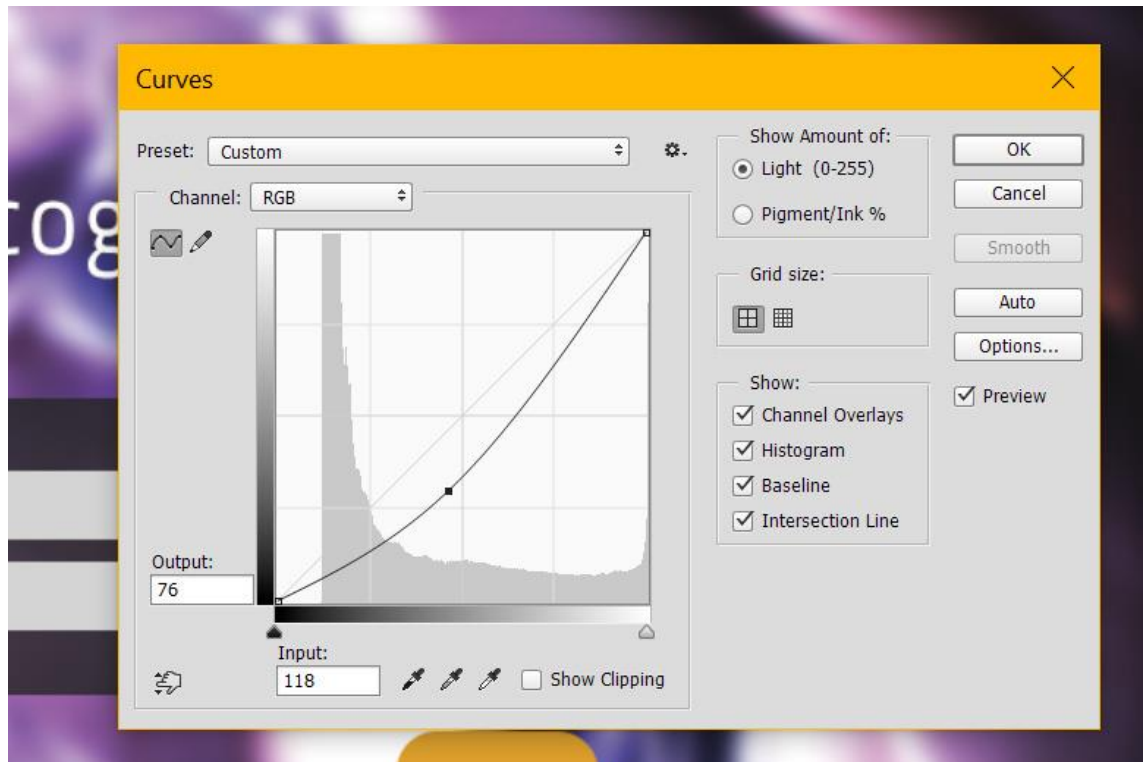 Curves
Preset: Custom
Channel: RGB
Output:
76
Input:
118
Show Clipping
Show Amount of:
Light (0-255)
Pigment/Ink %
Grid size:
Show:
Channel Overlays
Histogram
Baseline
Intersection Line
OK
Cancel
Smooth
Auto
Options...
Preview